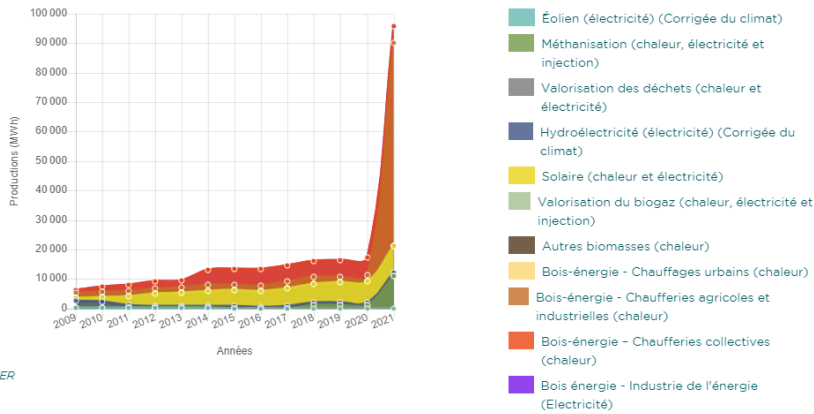 100 000
90 000
80 000
70 000
60 000
50 000
40 000
30 000
20 000
10 000
0
Productions (MWh)
2009 2010 2011 2012 2013 2014 2015 2016 2017 2018 2019 2020 2021
Années
ER
Éolien (électricité) (Corrigée du climat)
Méthanisation (chaleur, électricité et
injection)
Valorisation des déchets (chaleur et
électricité)
Hydroélectricité (électricité) (Corrigée du
climat)
Solaire (chaleur et électricité)
Valorisation du biogaz (chaleur, électricité et
injection)
Autres biomasses (chaleur)
Bois-énergie - Chauffages urbains (chaleur)
Bois-énergie - Chaufferies agricoles et
industrielles (chaleur)
Bois-énergie – Chaufferies collectives
(chaleur)
Bois énergie - Industrie de l'énergie
(Electricité)